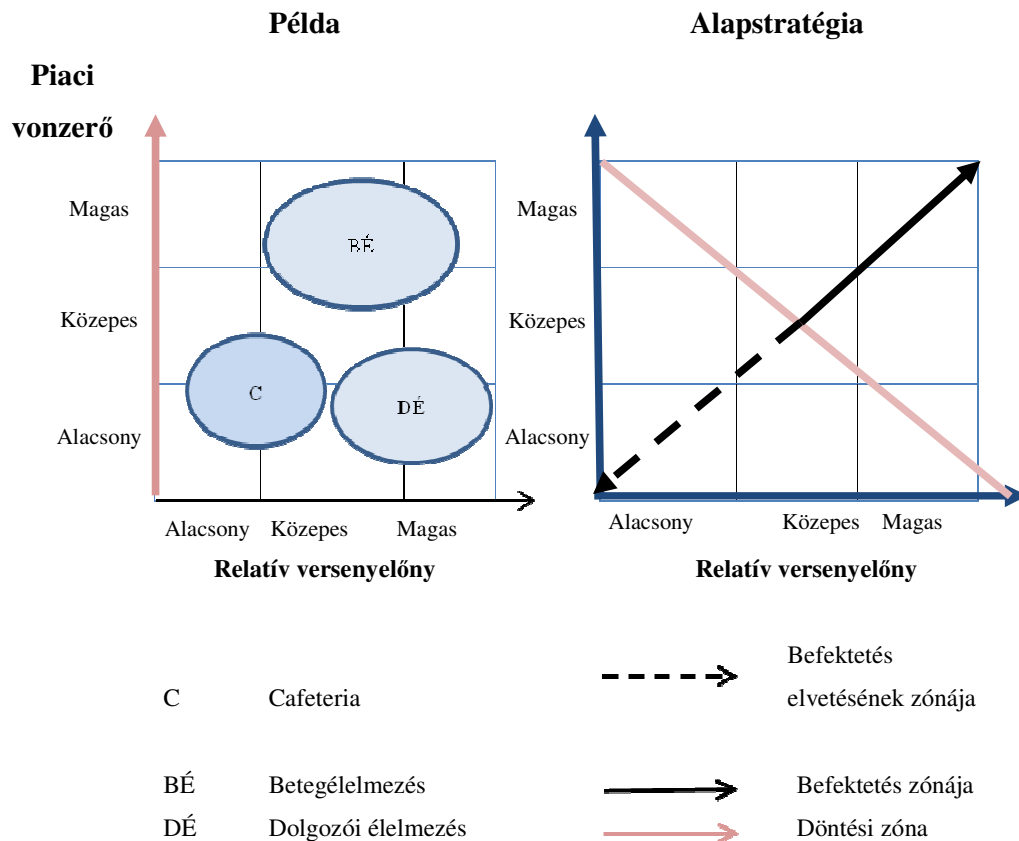 Példa
Alapstratégia
Piaci
vonzerő
Magas
Közepes
Alacsony
BÉ
C
DÉ
Alacsony Közepes Magas
Relatív versenyelőny
Magas
Közepes
Alacsony
Alacsony Közepes Magas
Relatív versenyelőny
C Cafeteria
BÉ Betegélelmezés
DÉ Dolgozói élelmezés
Befektetés
elvetésének zónája
Befektetés zónája
Döntési zóna